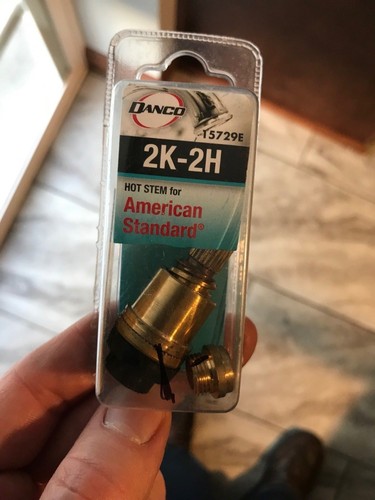 DANCO
15729E
2K-2H
HOT STEM for
American
Standard®